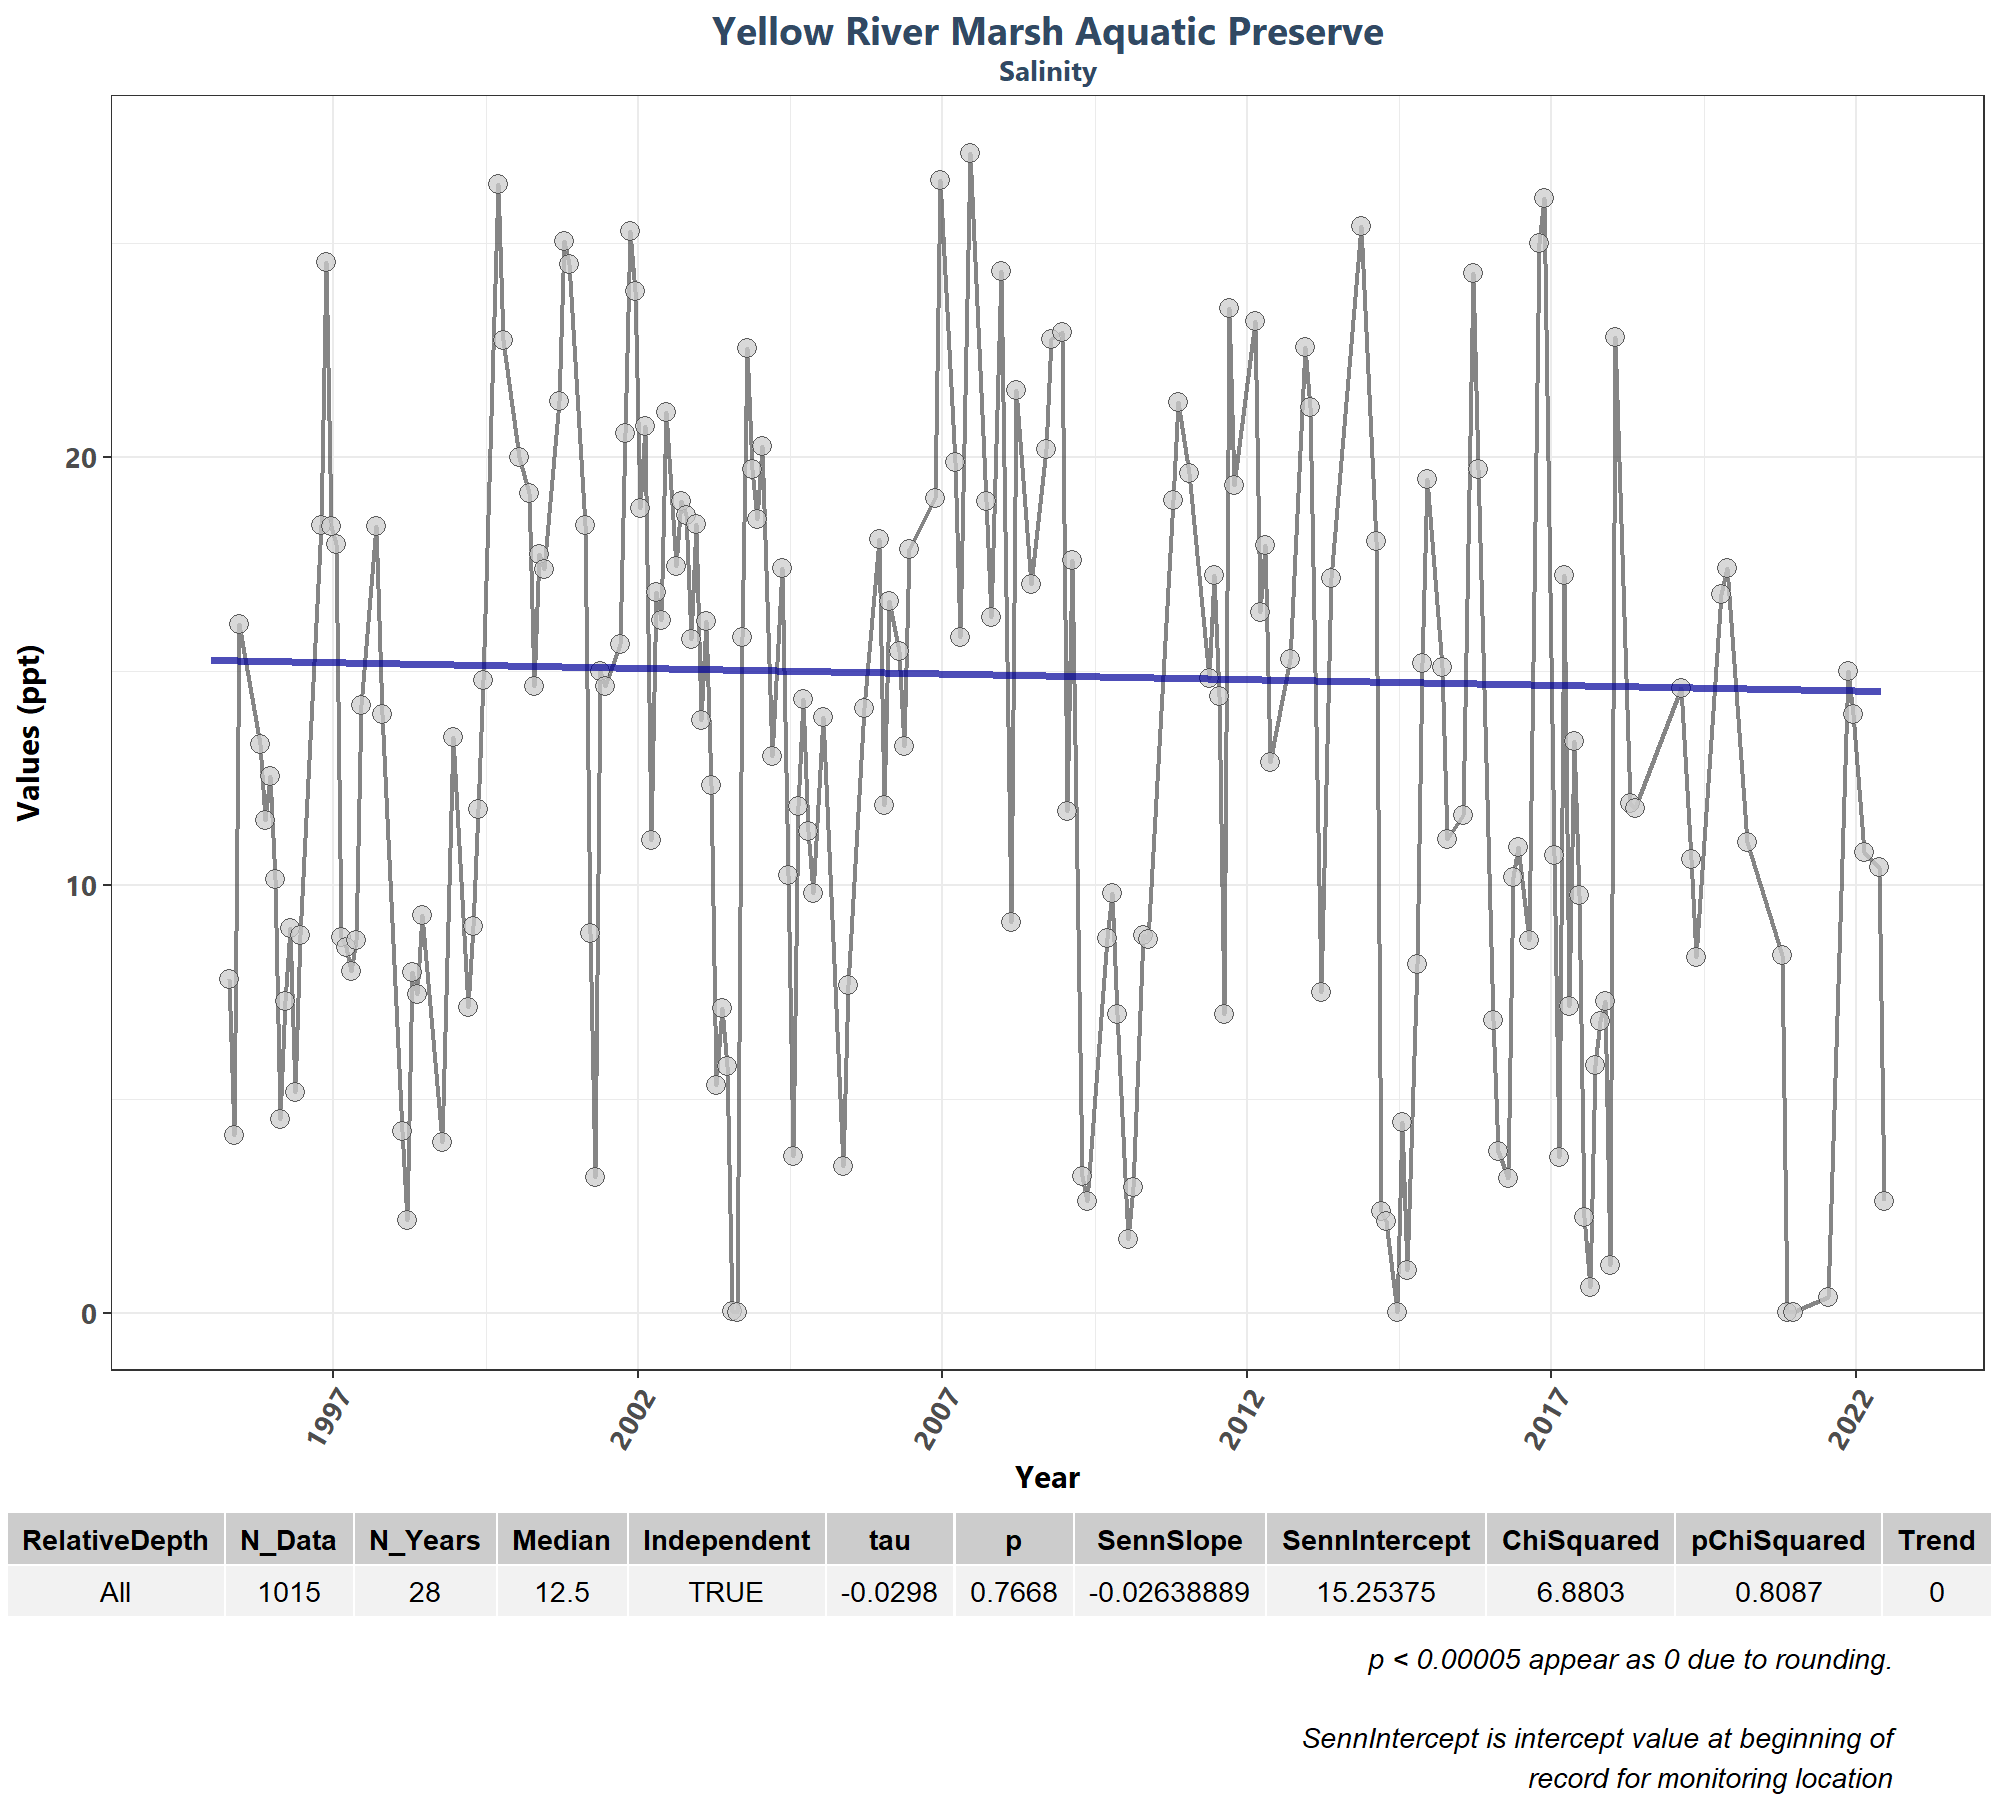 Yellow River Marsh Aquatic Preserve
Salinity
Values (ppt)
20
10
0
1997 2002 2007 2012 2017 2022
Year
RelativeDepth N_Data N_Years Median Independent tau p SennSlope SennIntercept ChiSquared pChiSquared Trend
All 1015 28 12.5 TRUE -0.0298 0.7668 -0.02638889 15.25375 6.8803 0.8087 0
p < 0.00005 appear as 0 due to rounding.
SennIntercept is intercept value at beginning of
record for monitoring location